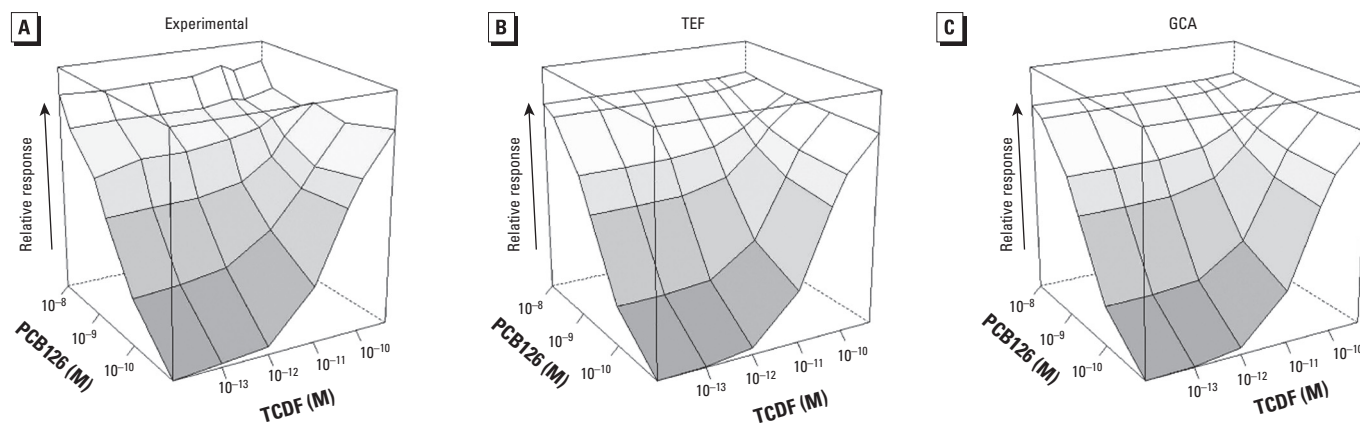 A
Experimental
Relative response
10⁻⁸
10⁻⁹
10⁻¹⁰
PCB126 (M)
10⁻¹³
10⁻¹²
10⁻¹¹
10⁻¹⁰
TCDF (M)
B
TEF
Relative response
10⁻⁸
10⁻⁹
10⁻¹⁰
PCB126 (M)
10⁻¹³
10⁻¹²
10⁻¹¹
10⁻¹⁰
TCDF (M)
C
GCA
Relative response
10⁻⁸
10⁻⁹
10⁻¹⁰
PCB126 (M)
10⁻¹³
10⁻¹²
10⁻¹¹
10⁻¹⁰
TCDF (M)